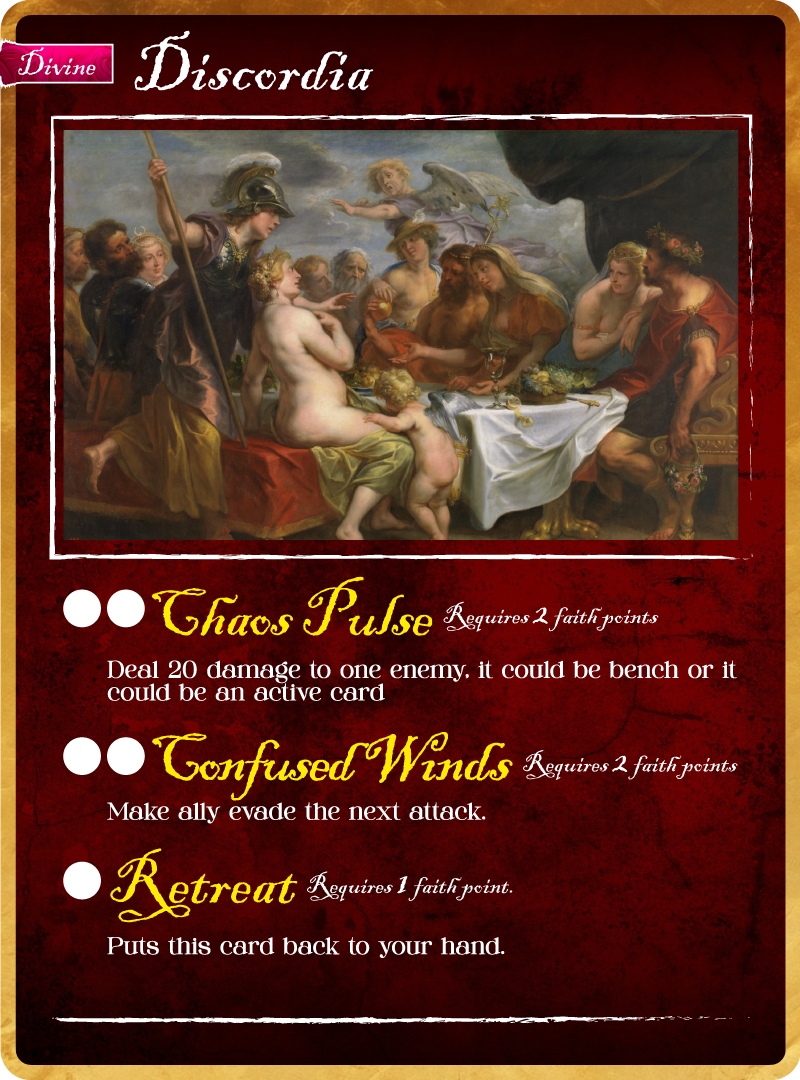 Divine
Discordia
Chaos Pulse Requires 2 faith points
Deal 20 damage to one enemy, it could be bench or it
could be an active card
Confused Winds Requires 2 faith points
Make ally evade the next attack.
Retreat Requires 1 faith point.
Puts this card back to your hand.